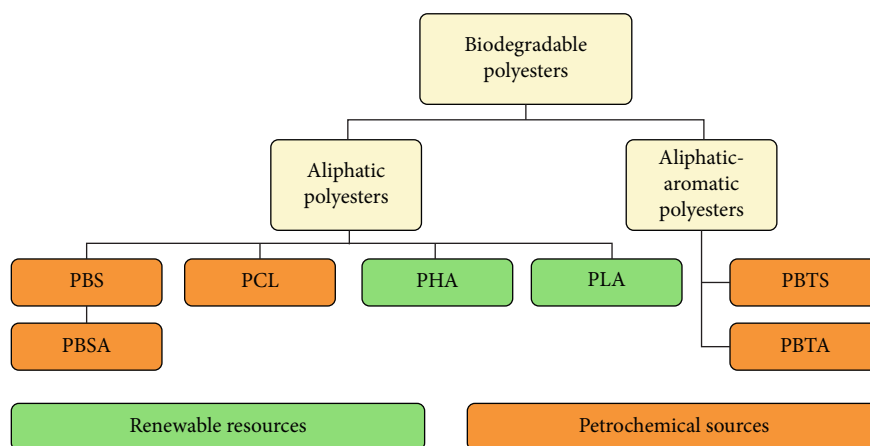 Biodegradable
polyesters
Aliphatic
polyesters
Aliphatic-
aromatic
polyesters
PBS
PCL
PHA
PLA
PBTS
PBSA
PBTA
Renewable resources
Petrochemical sources